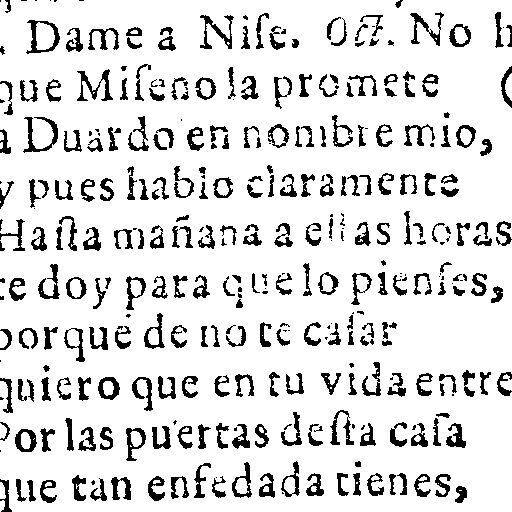 . Dame a Niſe. Oct. No h
que Miſeno la promete (
a Duardo en nombre mio,
y pues hablo claramente
Haſta mañana a eſtas horas
te doy para que lo pienſes,
porque de no te caſar
quiero que en tu vida entre
Por las puertas deſta caſa
que tan enfedada tienes,